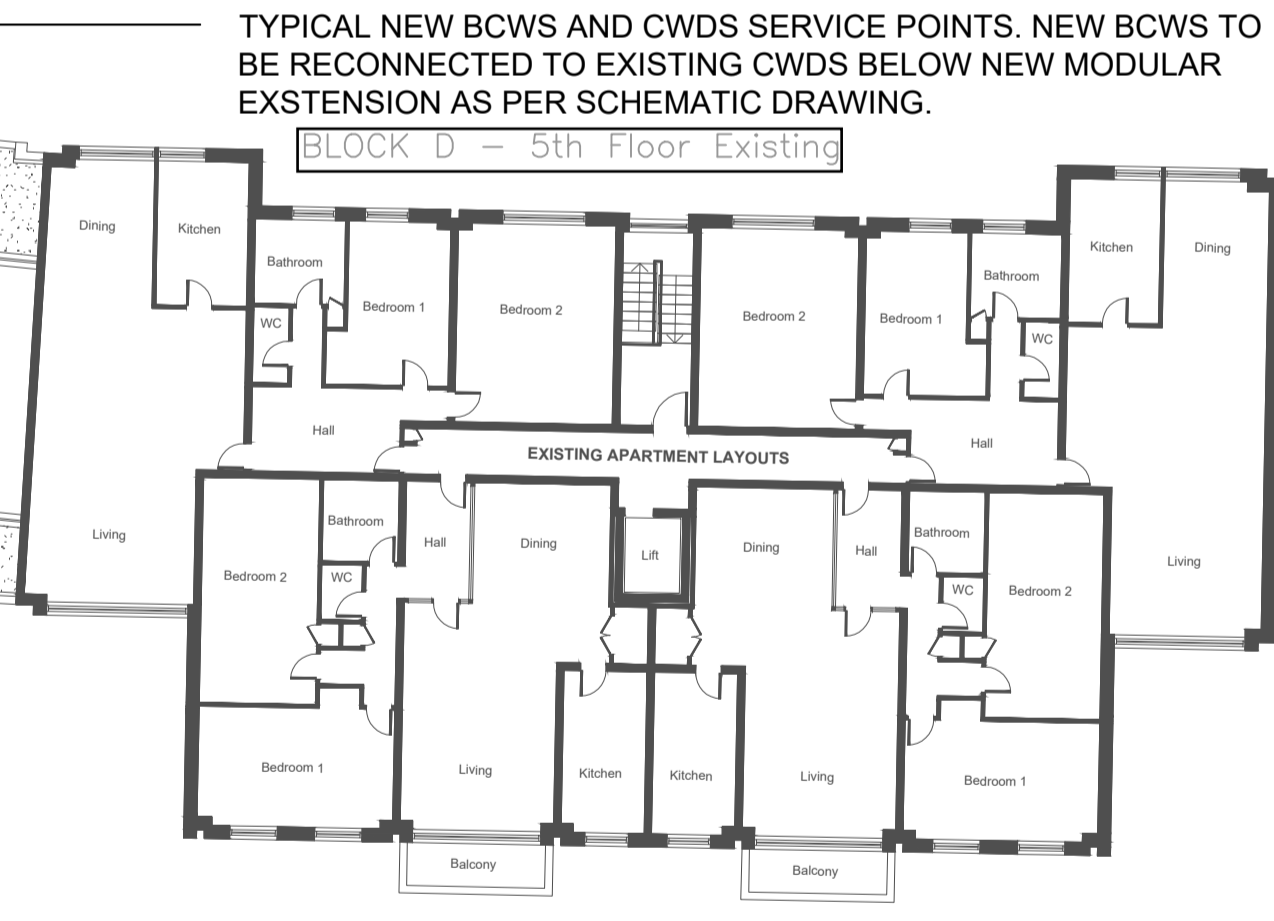 TYPICAL NEW BCWS AND CWDS SERVICE POINTS. NEW BCWS TO
BE RECONNECTED TO EXISTING CWDS BELOW NEW MODULAR
EXSTENSION AS PER SCHEMATIC DRAWING.
BLOCK D - 5th Floor Existing
Dining
Kitchen
Bathroom
Bedroom 1
WC
Bedroom 2
Hall
Living
Bedroom 2
Bedroom 1
Bathroom
WC
Kitchen
Dining
Hall
Living
EXISTING APARTMENT LAYOUTS
Bathroom
Hall
Dining
Bedroom 2
WC
Bedroom 1
Living
Kitchen
Balcony
Lift
Dining
Hall
Bathroom
WC
Bedroom 2
Kitchen
Living
Bedroom 1
Balcony